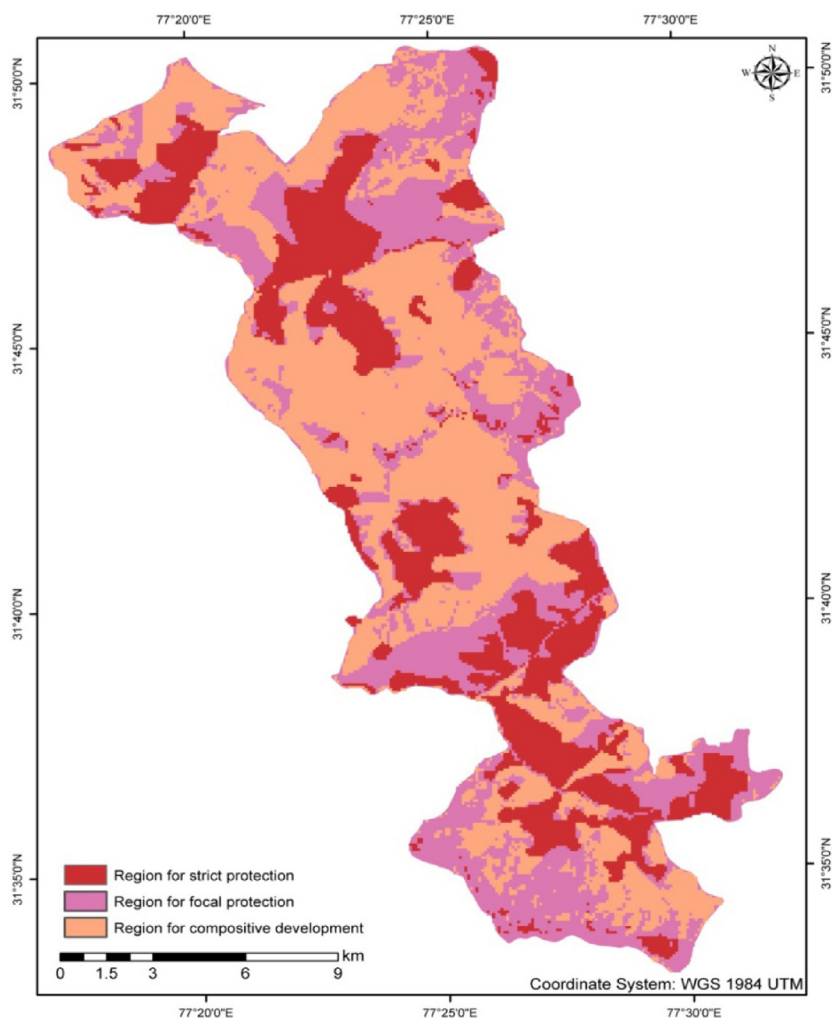 77°20'0"E 77°25'0"E 77°30'0"E
N
W E
S
31°50'0"N 31°50'0"N
31°45'0"N 31°45'0"N
31°40'0"N 31°40'0"N
31°35'0"N 31°35'0"N
Region for strict protection
Region for focal protection
Region for compositive development
km
0 1.5 3 6 9
Coordinate System: WGS 1984 UTM
77°20'0"E 77°25'0"E 77°30'0"E